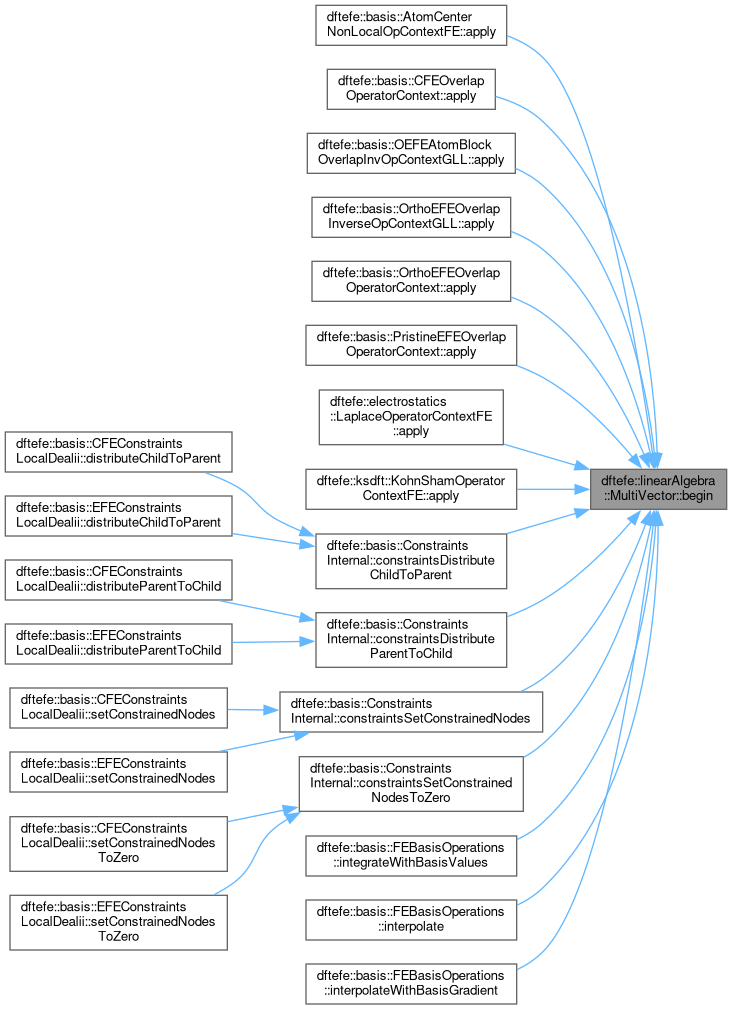 dftefe::basis::AtomCenter
NonLocalOpContextFE::apply
dftefe::basis::CFEOverlap
OperatorContext::apply
dftefe::basis::OEFEAtomBlock
OverlapInvOpContextGLL::apply
dftefe::basis::OrthoEFEOverlap
InverseOpContextGLL::apply
dftefe::basis::OrthoEFEOverlap
OperatorContext::apply
dftefe::basis::PristineEFEOverlap
OperatorContext::apply
dftefe::electrostatics
::LaplaceOperatorContextFE
::apply
dftefe::ksdft::KohnShamOperator
ContextFE::apply
dftefe::linearAlgebra
::MultiVector::begin
dftefe::basis::CFEConstraints
LocalDealii::distributeChildToParent
dftefe::basis::EFEConstraints
LocalDealii::distributeChildToParent
dftefe::basis::Constraints
Internal::constraintsDistribute
ChildToParent
dftefe::basis::CFEConstraints
LocalDealii::distributeParentToChild
dftefe::basis::EFEConstraints
LocalDealii::distributeParentToChild
dftefe::basis::Constraints
Internal::constraintsDistribute
ParentToChild
dftefe::basis::CFEConstraints
LocalDealii::setConstrainedNodes
dftefe::basis::EFEConstraints
LocalDealii::setConstrainedNodes
dftefe::basis::Constraints
Internal::constraintsSetConstrainedNodes
dftefe::basis::Constraints
Internal::constraintsSetConstrained
NodesToZero
dftefe::basis::CFEConstraints
LocalDealii::setConstrainedNodes
ToZero
dftefe::basis::EFEConstraints
LocalDealii::setConstrainedNodes
ToZero
dftefe::basis::FEBasisOperations
::integrateWithBasisValues
dftefe::basis::FEBasisOperations
::interpolate
dftefe::basis::FEBasisOperations
::interpolateWithBasisGradient